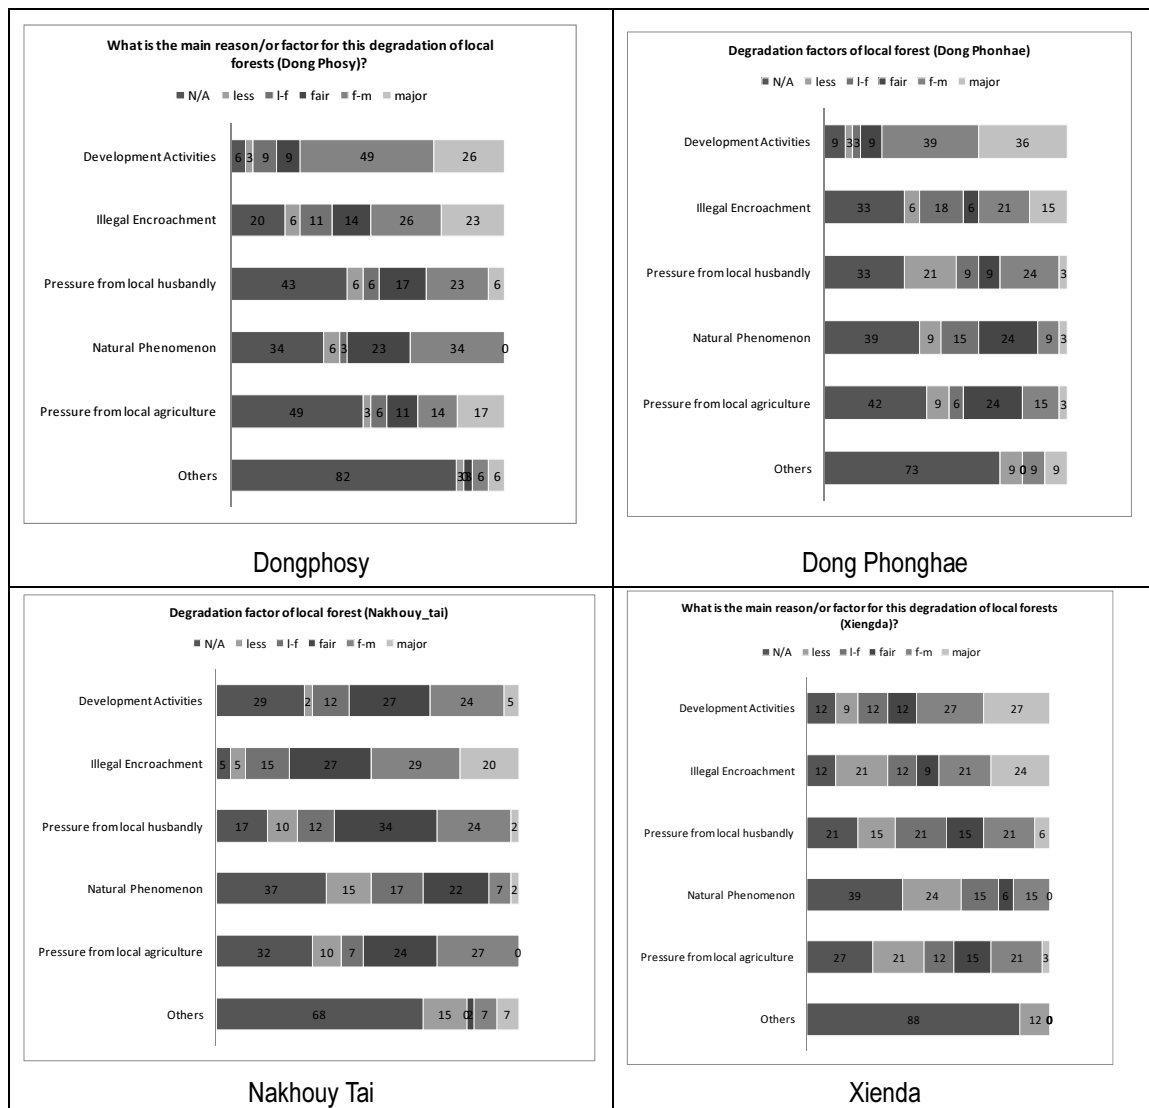 What is the main reason/or factor for this degradation of local
forests (Dong Phosy)?
N/A less l-f fair f-m major
Development Activities 6 3 9 9 49 26
Illegal Encroachment 20 6 11 14 26 23
Pressure from local husbandly 43 6 6 17 23 6
Natural Phenomenon 34 6 3 23 34 0
Pressure from local agriculture 49 3 6 11 14 17
Others 82 3 0 3 6 6
Dongphosy
Degradation factors of local forest (Dong Phonhae)
N/A less l-f fair f-m major
Development Activities 9 3 3 9 39 36
Illegal Encroachment 33 6 18 6 21 15
Pressure from local husbandly 33 21 9 9 24 3
Natural Phenomenon 39 9 15 24 9 3
Pressure from local agriculture 42 9 6 24 15 3
Others 73 9 0 9 9
Dong Phonghae
Degradation factor of local forest (Nakhouy_tai)
N/A less l-f fair f-m major
Development Activities 29 2 12 27 24 5
Illegal Encroachment 5 5 15 27 29 20
Pressure from local husbandly 17 10 12 34 24 2
Natural Phenomenon 37 15 17 22 7 2
Pressure from local agriculture 32 10 7 24 27 0
Others 68 15 0 2 7 7
Nakhouy Tai
What is the main reason/or factor for this degradation of local forests
(Xiengda)?
N/A less l-f fair f-m major
Development Activities 12 9 12 12 27 27
Illegal Encroachment 12 21 12 9 21 24
Pressure from local husbandly 21 15 21 15 21 6
Natural Phenomenon 39 24 15 6 15 0
Pressure from local agriculture 27 21 12 15 21 3
Others 88 12 0
Xienda